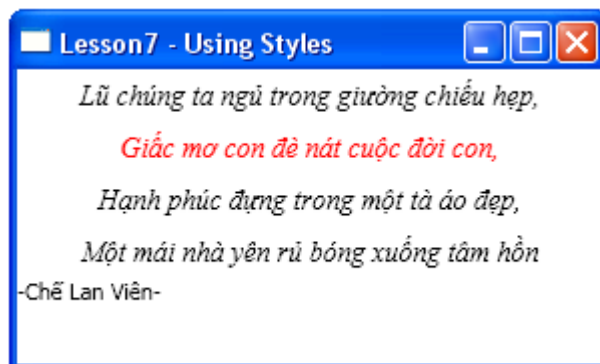 Lesson7 - Using Styles
Lũ chúng ta ngủ trong giường chiếu hẹp,
Giấc mơ con đè nát cuộc đời con,
Hạnh phúc đựng trong một tà áo đẹp,
Một mái nhà yên rủ bóng xuống tâm hồn
-Chế Lan Viên-